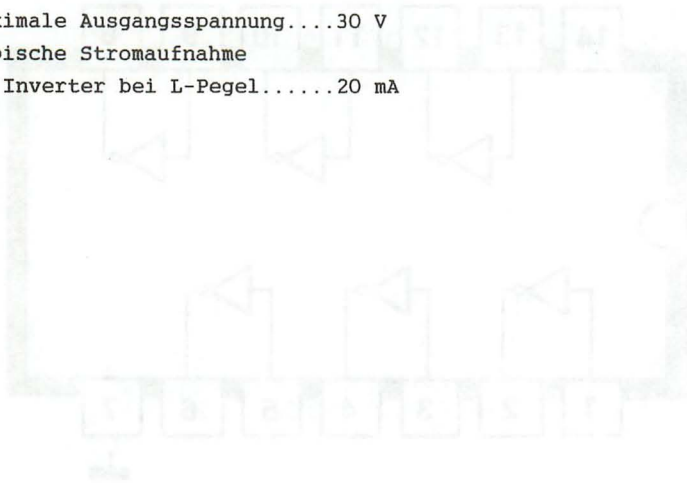 ximale Ausgangsspannung....30 V
pische Stromaufnahme
Inverter bei L-Pegel......20 mA